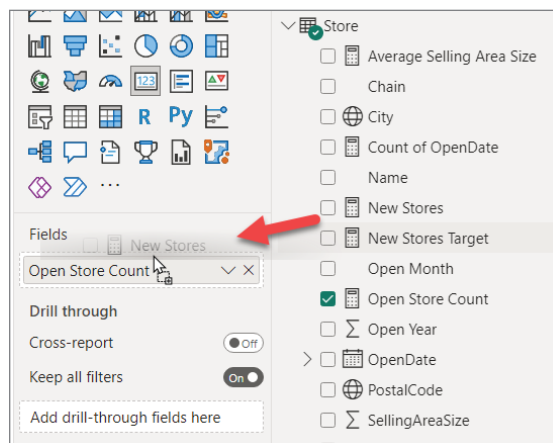 123
R
Py
...
Fields
New Stores
Open Store Count
Drill through
Cross-report
Off
Keep all filters
On
Add drill-through fields here
Store
Average Selling Area Size
Chain
City
Count of OpenDate
Name
New Stores
New Stores Target
Open Month
Open Store Count
∑ Open Year
OpenDate
PostalCode
∑ SellingAreaSize